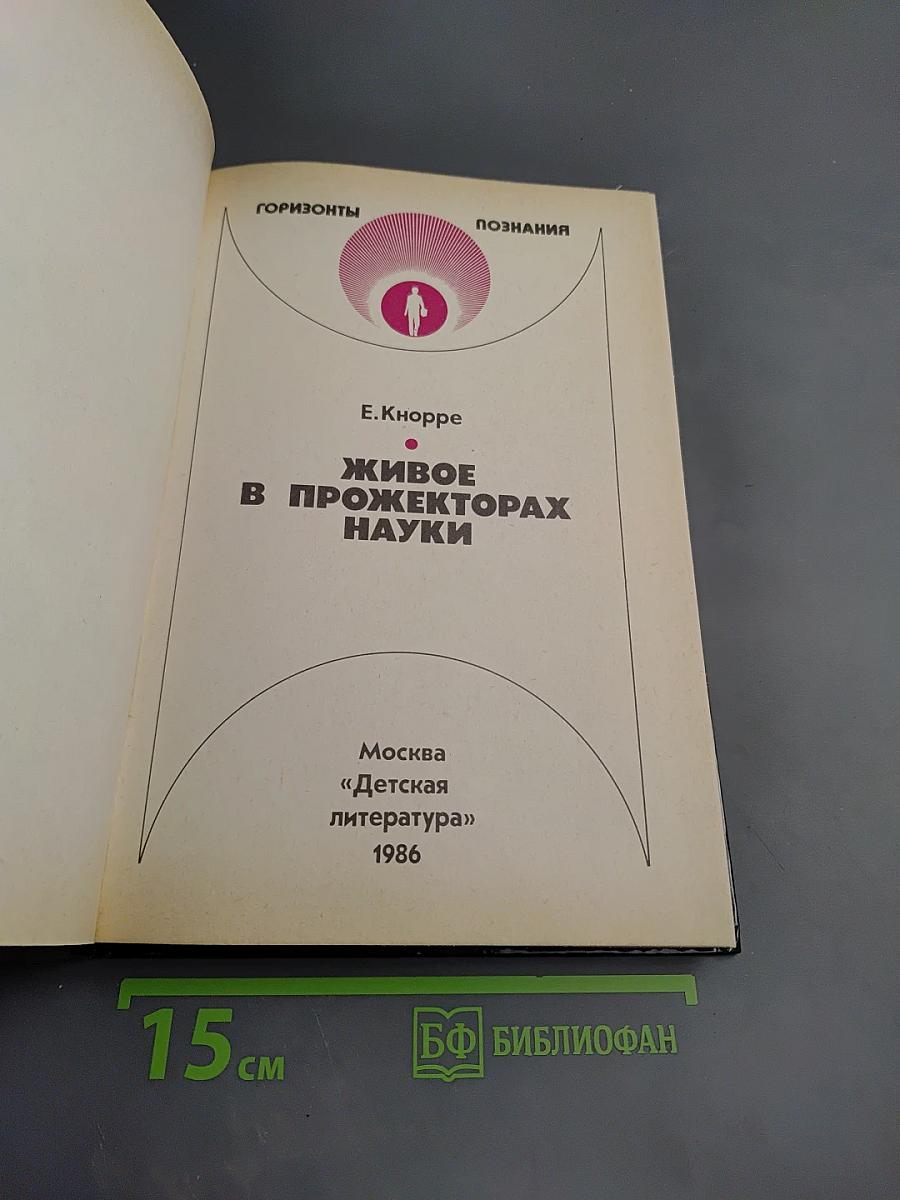 ГОРИЗОНТЫ
ПОЗНАНИЯ
Е. Кнорре
ЖИВОЕ
В ПРОЖЕКТОРАХ
НАУКИ
Москва
«Детская
литература»
1986
15 см
БФ БИБЛИОФАН